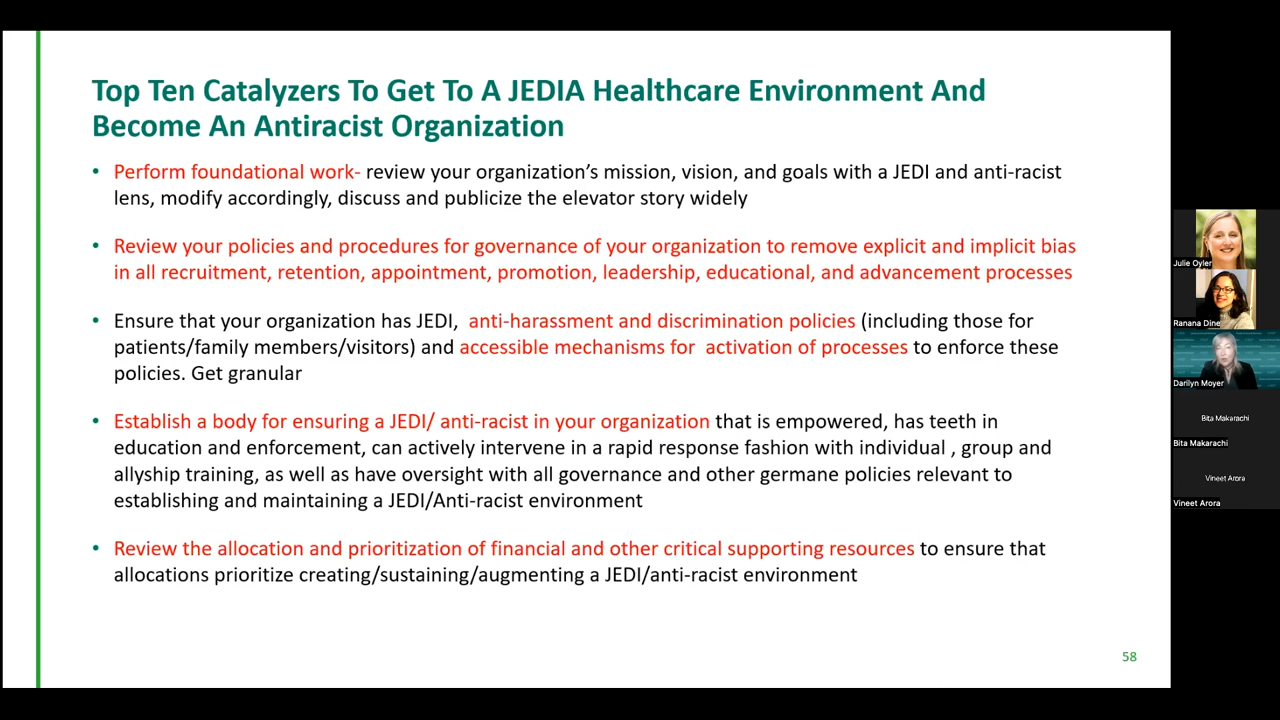 Top Ten Catalyzers To Get To A JEDIA Healthcare Environment And
Become An Antiracist Organization
• Perform foundational work- review your organization's mission, vision, and goals with a JEDI and anti-racist
lens, modify accordingly, discuss and publicize the elevator story widely
• Review your policies and procedures for governance of your organization to remove explicit and implicit bias
in all recruitment, retention, appointment, promotion, leadership, educational, and advancement processes
• Ensure that your organization has JEDI, anti-harassment and discrimination policies (including those for
patients/family members/visitors) and accessible mechanisms for activation of processes to enforce these
policies. Get granular
• Establish a body for ensuring a JEDI/ anti-racist in your organization that is empowered, has teeth in
education and enforcement, can actively intervene in a rapid response fashion with individual , group and
allyship training, as well as have oversight with all governance and other germane policies relevant to
establishing and maintaining a JEDI/Anti-racist environment
• Review the allocation and prioritization of financial and other critical supporting resources to ensure that
allocations prioritize creating/sustaining/augmenting a JEDI/anti-racist environment
58
Julie Oyler
Ranana Dine
Darilyn Moyer
Bita Makarachi
Bita Makarachi
Vineet Arora
Vineet Arora